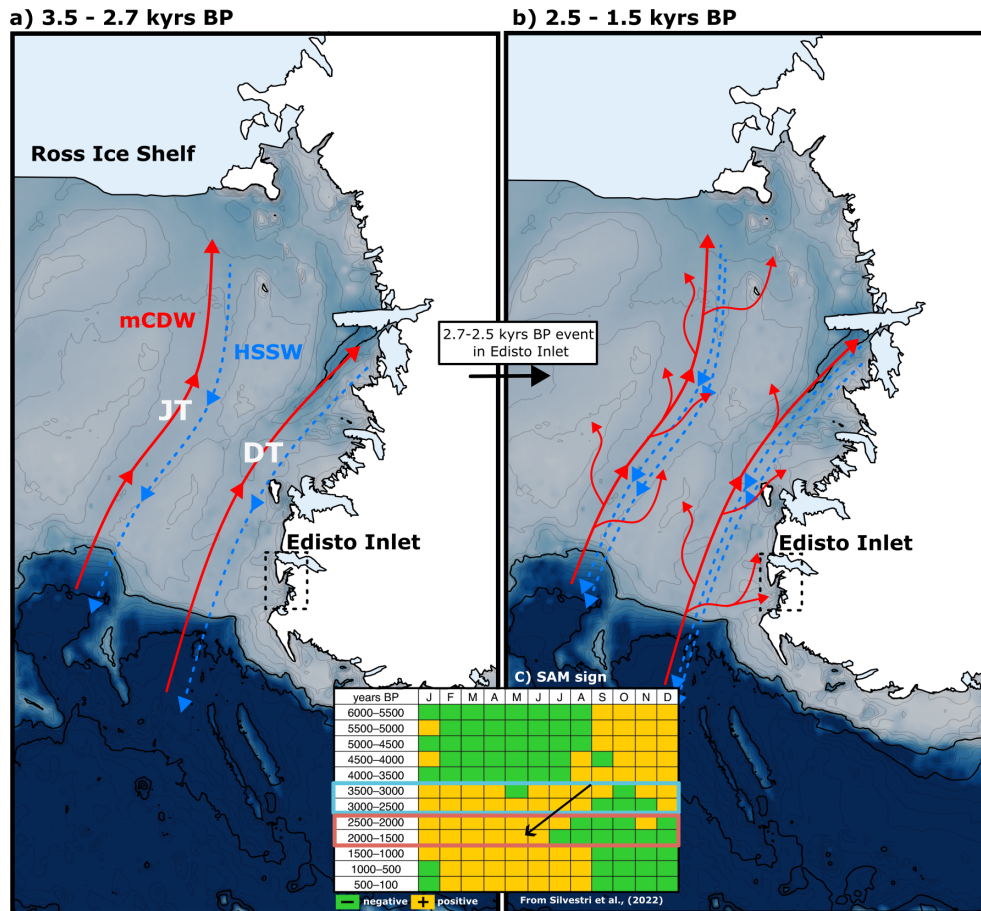 a) 3.5 - 2.7 kyrs BP
b) 2.5 - 1.5 kyrs BP
Ross Ice Shelf
mCDW
HSSW
JT
DT
Edisto Inlet
2.7-2.5 kyrs BP event
in Edisto Inlet
Edisto Inlet
C) SAM sign
years BP J F M A M J J A S O N D
6000–5500
5500–5000
5000–4500
4500–4000
4000–3500
3500–3000
3000–2500
2500–2000
2000–1500
1500–1000
1000–500
500–100
− negative + positive
From Silvestri et al., (2022)